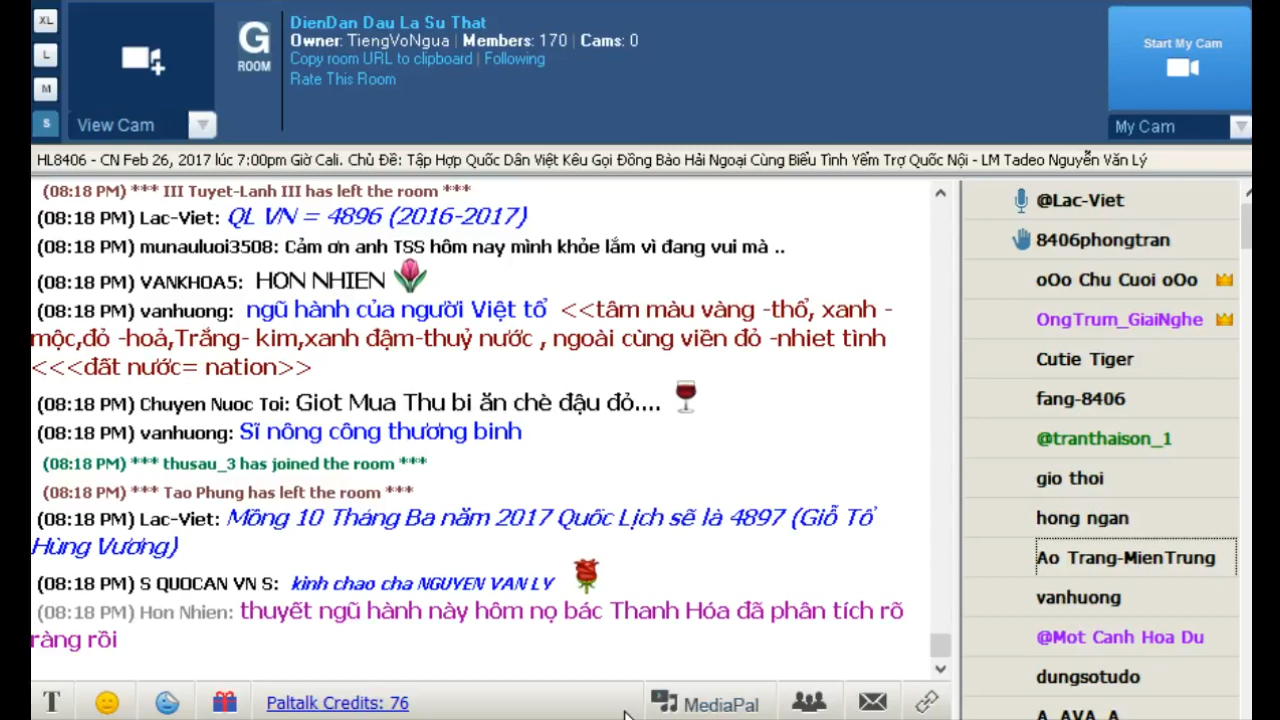 XL
L
M
S
View Cam
G
ROOM
DienDan Dau La Su That
Owner: TiengVoNgua | Members: 170 | Cams: 0
Copy room URL to clipboard | Following
Rate This Room
Start My Cam
My Cam
HL8406 - CN Feb 26, 2017 lúc 7:00pm Giờ Cali. Chủ Đề: Tập Hợp Quốc Dân Việt Kêu Gọi Đồng Bào Hải Ngoại Cùng Biểu Tình Yểm Trợ Quốc Nội - LM Tadeo Nguyễn Văn Lý
(08:18 PM) *** III Tuyet-Lanh III has left the room ***
(08:18 PM) Lac-Viet: QL VN = 4896 (2016-2017)
(08:18 PM) munauluoi3508: Cảm ơn anh TSS hôm nay mình khỏe lắm vì đang vui mà ..
(08:18 PM) VANKHOA5: HON NHIEN
(08:18 PM) vanhuong: ngũ hành của người Việt tổ <<tâm màu vàng -thổ, xanh -
mộc,đỏ -hoả,Trắng- kim,xanh đậm-thuỷ nước , ngoài cùng viền đỏ -nhiet tình
<<<đất nước= nation>>
(08:18 PM) Chuyen Nuoc Toi: Giot Mua Thu bi ăn chè đậu đỏ....
(08:18 PM) vanhuong: Sĩ nông công thương binh
(08:18 PM) *** thusau_3 has joined the room ***
(08:18 PM) *** Tao Phung has left the room ***
(08:18 PM) Lac-Viet: Mồng 10 Tháng Ba năm 2017 Quốc Lịch sẽ là 4897 (Giỗ Tổ
Hùng Vương)
(08:18 PM) S QUOCAN VN S: kinh chao cha NGUYEN VAN LY
(08:18 PM) Hon Nhien: thuyết ngũ hành này hôm nọ bác Thanh Hóa đã phân tích rõ
ràng rồi
@Lac-Viet
8406phongtran
oOo Chu Cuoi oOo
OngTrum_GiaiNghe
Cutie Tiger
fang-8406
@tranthaison_1
gio thoi
hong ngan
Ao Trang-MienTrung
vanhuong
@Mot Canh Hoa Du
dungsotudo
A_AVA_A
T
Paltalk Credits: 76
MediaPal